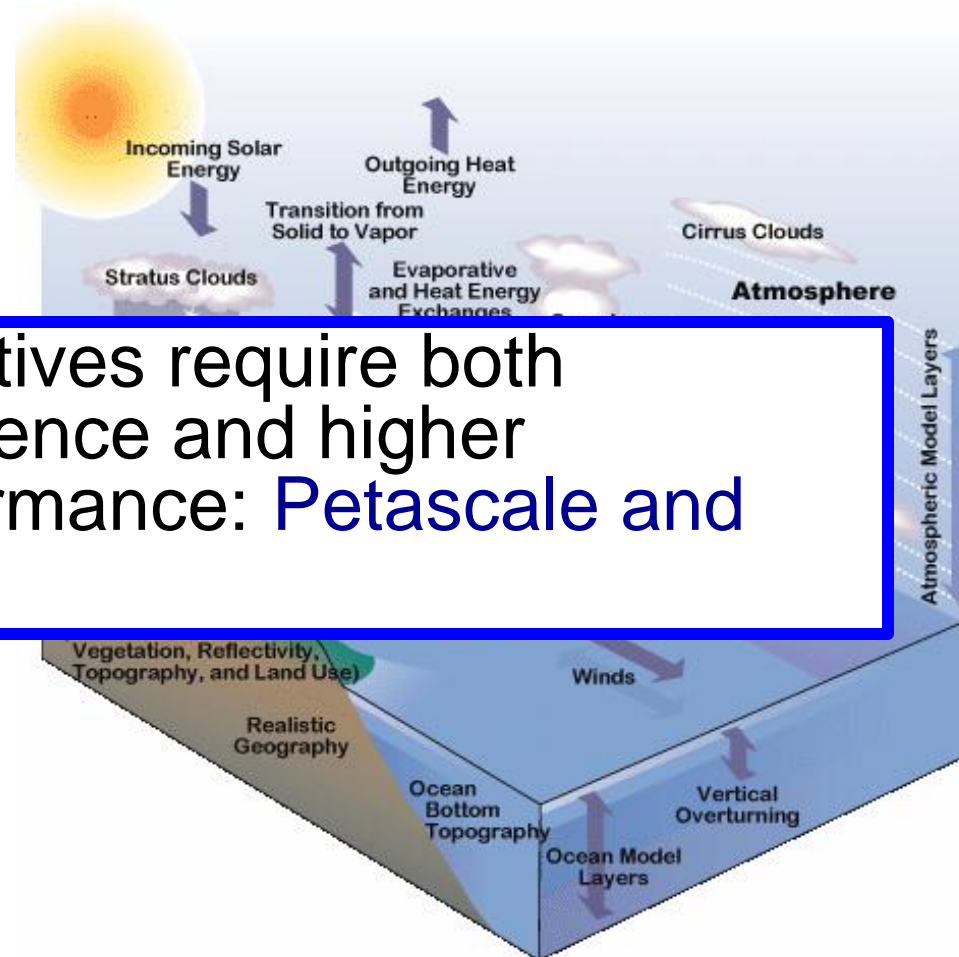 Incoming Solar
Energy
Outgoing Heat
Energy
Transition from
Solid to Vapor
Cirrus Clouds
Stratus Clouds
Evaporative
and Heat Energy
Exchanges
Atmosphere
Atmospheric Model Layers
tives require both
ence and higher
rmance: Petascale and
Vegetation, Reflectivity,
Topography, and Land Use)
Winds
Realistic
Geography
Ocean
Bottom
Topography
Vertical
Overturning
Ocean Model
Layers